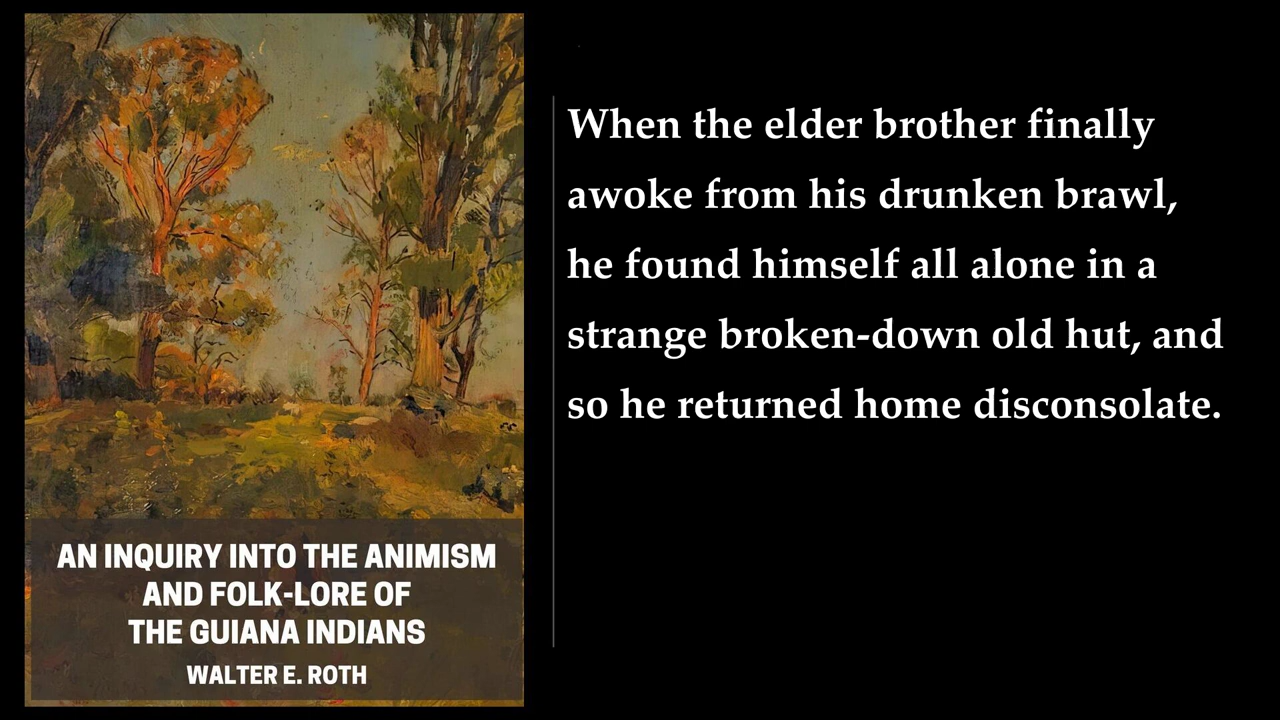 When the elder brother finally
awoke from his drunken brawl,
he found himself all alone in a
strange broken-down old hut, and
so he returned home disconsolate.
AN INQUIRY INTO THE ANIMISM
AND FOLK-LORE OF
THE GUIANA INDIANS
WALTER E. ROTH